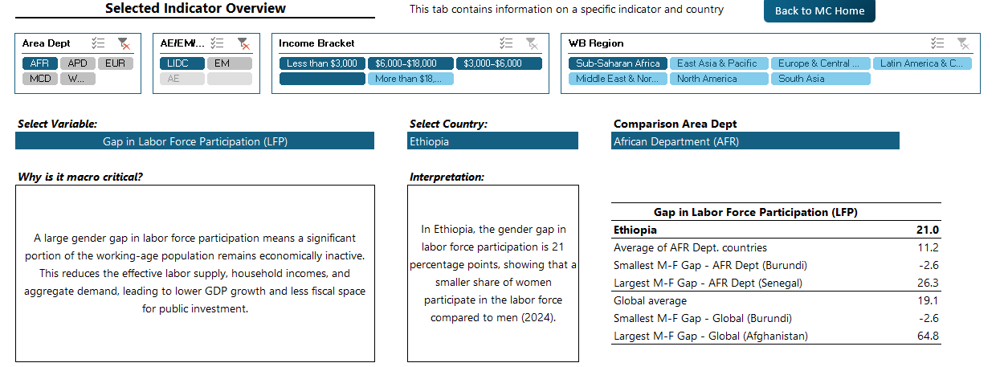 Selected Indicator Overview
This tab contains information on a specific indicator and country
Back to MC Home
Area Dept
AFR APD EUR
MCD W...
AE/EM/...
LIDC EM
AE
Income Bracket
Less than $3,000 $6,000–$18,000 $3,000–$6,000
More than $18,...
WB Region
Sub-Saharan Africa East Asia & Pacific Europe & Central ... Latin America & C...
Middle East & Nor... North America South Asia
Select Variable:
Gap in Labor Force Participation (LFP)
Select Country:
Ethiopia
Comparison Area Dept
African Department (AFR)
Why is it macro critical?
A large gender gap in labor force participation means a significant
portion of the working-age population remains economically inactive.
This reduces the effective labor supply, household incomes, and
aggregate demand, leading to lower GDP growth and less fiscal space
for public investment.
Interpretation:
In Ethiopia, the gender gap in
labor force participation is 21
percentage points, showing that a
smaller share of women
participate in the labor force
compared to men (2024).
Gap in Labor Force Participation (LFP)
Ethiopia 21.0
Average of AFR Dept. countries 11.2
Smallest M-F Gap - AFR Dept (Burundi) -2.6
Largest M-F Gap - AFR Dept (Senegal) 26.3
Global average 19.1
Smallest M-F Gap - Global (Burundi) -2.6
Largest M-F Gap - Global (Afghanistan) 64.8